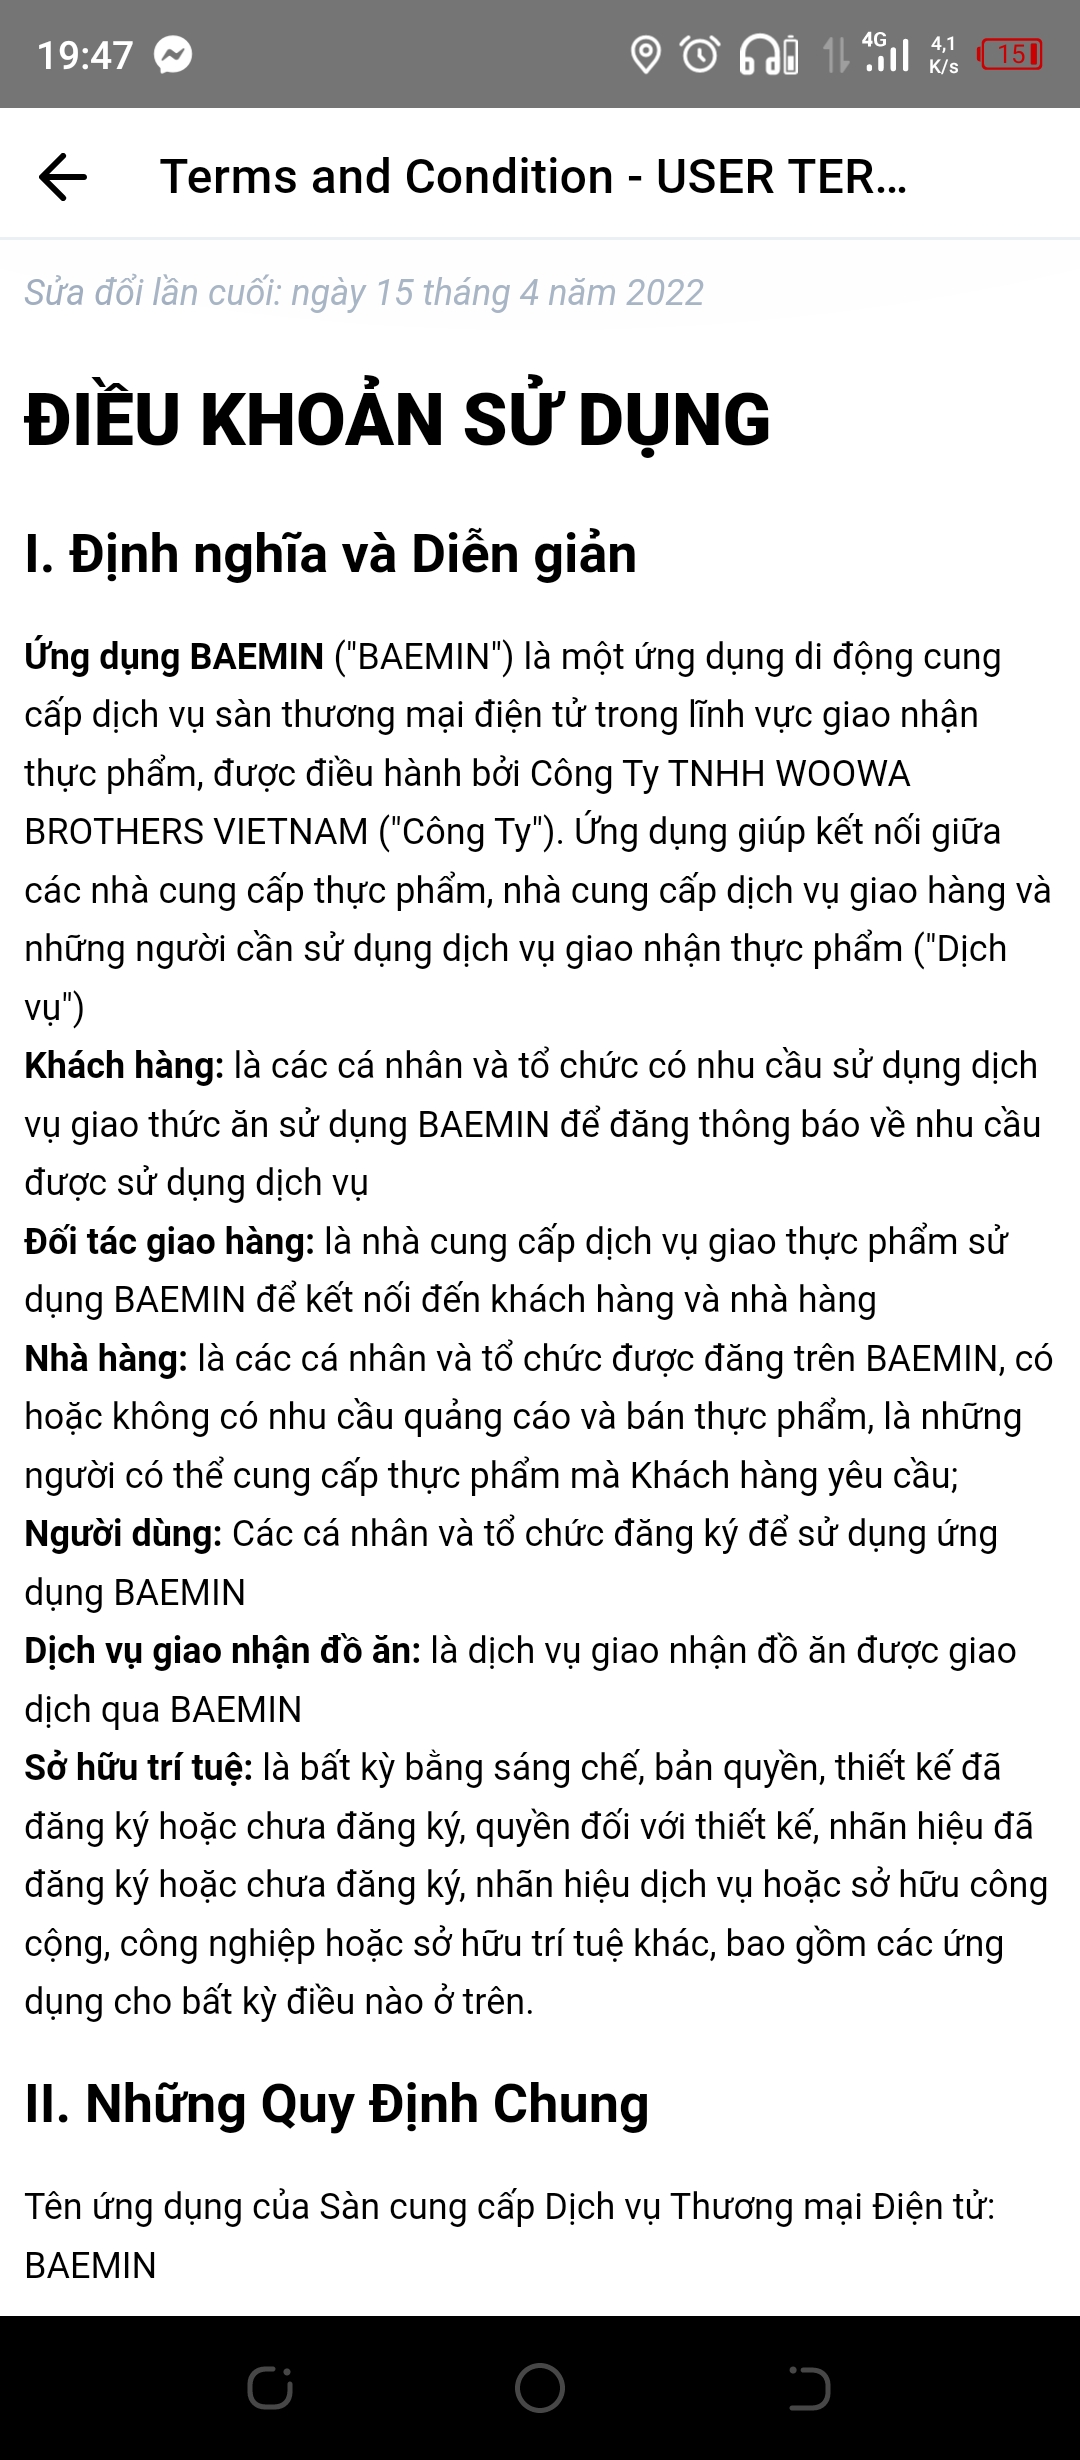 19:47
4G
4,1
K/s
15
Terms and Condition - USER TER...
Sửa đổi lần cuối: ngày 15 tháng 4 năm 2022
ĐIỀU KHOẢN SỬ DỤNG
I. Định nghĩa và Diễn giản
Ứng dụng BAEMIN ("BAEMIN") là một ứng dụng di động cung
cấp dịch vụ sàn thương mại điện tử trong lĩnh vực giao nhận
thực phẩm, được điều hành bởi Công Ty TNHH WOOWA
BROTHERS VIETNAM ("Công Ty"). Ứng dụng giúp kết nối giữa
các nhà cung cấp thực phẩm, nhà cung cấp dịch vụ giao hàng và
những người cần sử dụng dịch vụ giao nhận thực phẩm ("Dịch
vụ")
Khách hàng: là các cá nhân và tổ chức có nhu cầu sử dụng dịch
vụ giao thức ăn sử dụng BAEMIN để đăng thông báo về nhu cầu
được sử dụng dịch vụ
Đối tác giao hàng: là nhà cung cấp dịch vụ giao thực phẩm sử
dụng BAEMIN để kết nối đến khách hàng và nhà hàng
Nhà hàng: là các cá nhân và tổ chức được đăng trên BAEMIN, có
hoặc không có nhu cầu quảng cáo và bán thực phẩm, là những
người có thể cung cấp thực phẩm mà Khách hàng yêu cầu;
Người dùng: Các cá nhân và tổ chức đăng ký để sử dụng ứng
dụng BAEMIN
Dịch vụ giao nhận đồ ăn: là dịch vụ giao nhận đồ ăn được giao
dịch qua BAEMIN
Sở hữu trí tuệ: là bất kỳ bằng sáng chế, bản quyền, thiết kế đã
đăng ký hoặc chưa đăng ký, quyền đối với thiết kế, nhãn hiệu đã
đăng ký hoặc chưa đăng ký, nhãn hiệu dịch vụ hoặc sở hữu công
cộng, công nghiệp hoặc sở hữu trí tuệ khác, bao gồm các ứng
dụng cho bất kỳ điều nào ở trên.
II. Những Quy Định Chung
Tên ứng dụng của Sàn cung cấp Dịch vụ Thương mại Điện tử:
BAEMIN